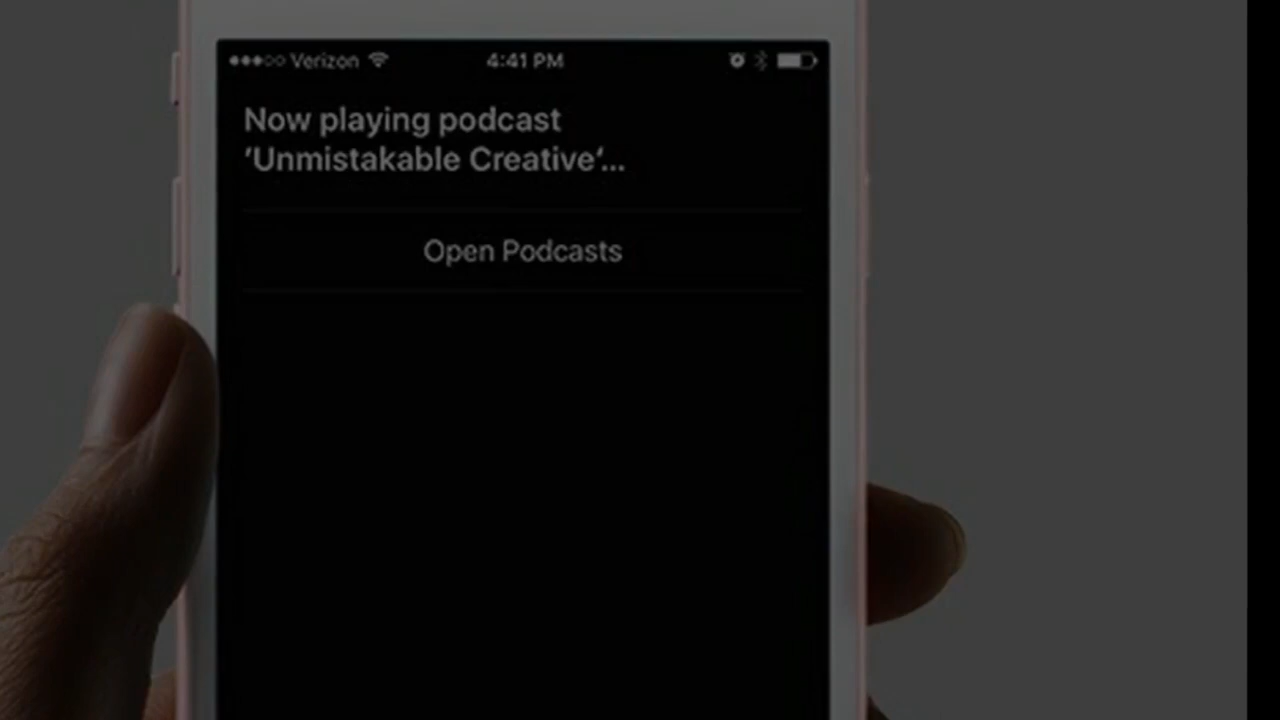 Verizon 4:41 PM
Now playing podcast
‘Unmistakable Creative‘...
Open Podcasts